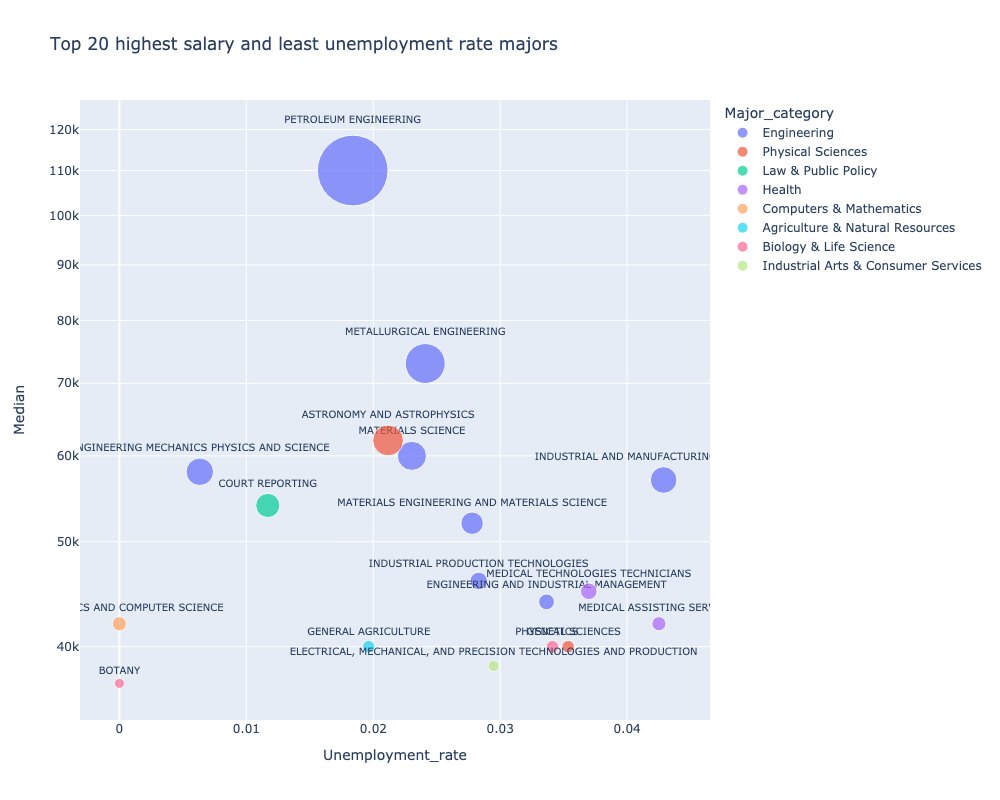 Top 20 highest salary and least unemployment rate majors
Major_category
Engineering
Physical Sciences
Law & Public Policy
Health
Computers & Mathematics
Agriculture & Natural Resources
Biology & Life Science
Industrial Arts & Consumer Services
Median
120k
110k
100k
90k
80k
70k
60k
50k
40k
PETROLEUM ENGINEERING
METALLURGICAL ENGINEERING
ASTRONOMY AND ASTROPHYSICS
MATERIALS SCIENCE
NGINEERING MECHANICS PHYSICS AND SCIENCE
INDUSTRIAL AND MANUFACTURIN
COURT REPORTING
MATERIALS ENGINEERING AND MATERIALS SCIENCE
INDUSTRIAL PRODUCTION TECHNOLOGIES
MEDICAL TECHNOLOGIES TECHNICIANS
ENGINEERING AND INDUSTRIAL MANAGEMENT
CS AND COMPUTER SCIENCE
MEDICAL ASSISTING SERV
GENERAL AGRICULTURE
PHYSICAL SCIENCES
GENETICS
ELECTRICAL, MECHANICAL, AND PRECISION TECHNOLOGIES AND PRODUCTION
BOTANY
0
0.01
0.02
0.03
0.04
Unemployment_rate